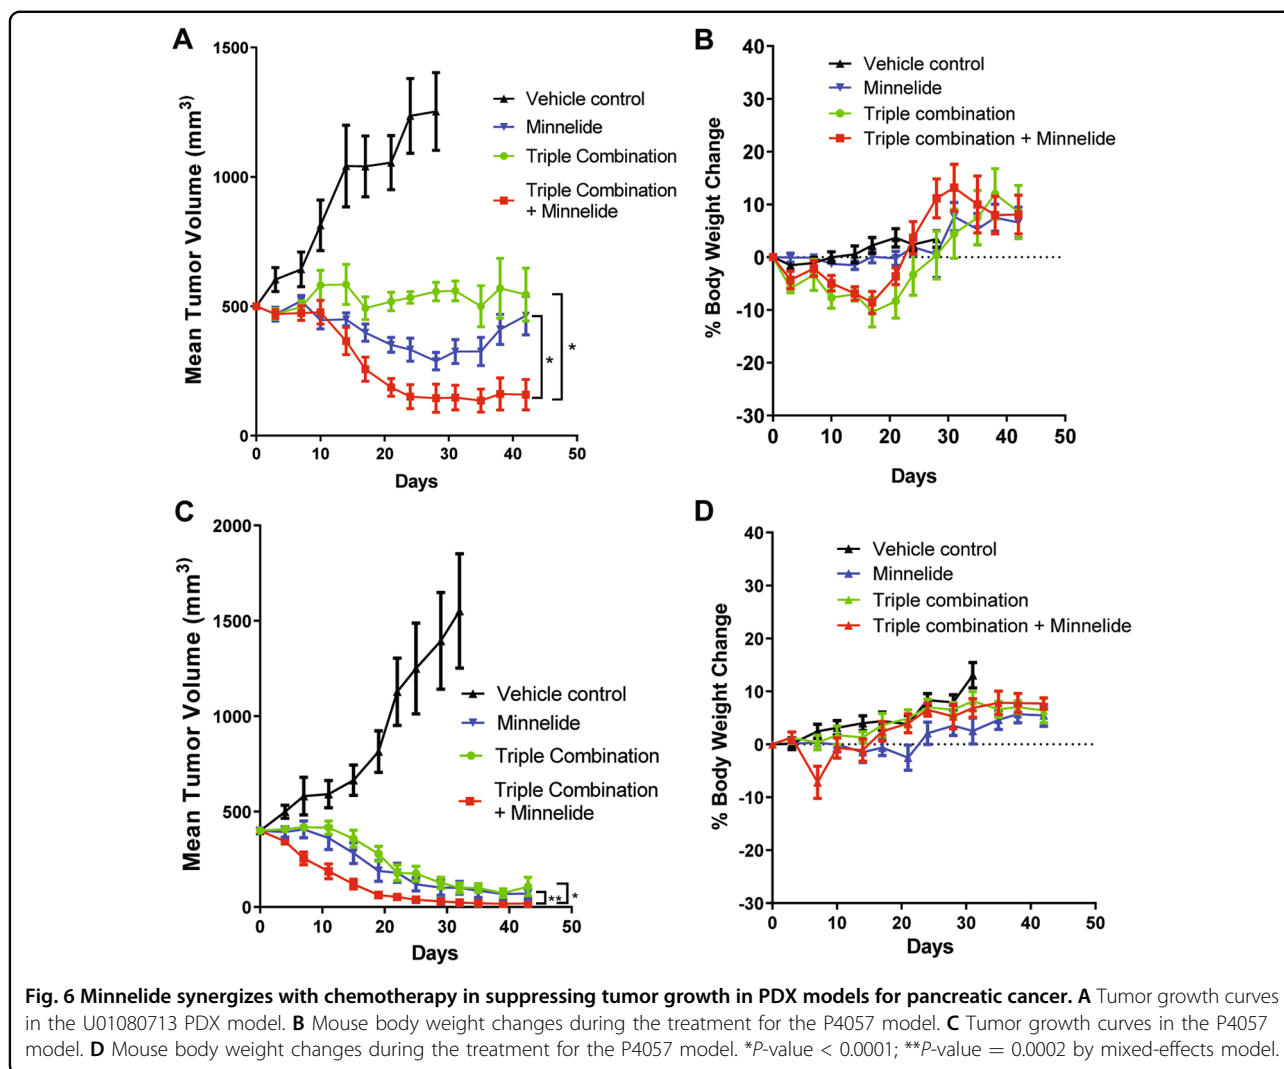 A
Mean Tumor Volume (mm³)
1500
1000
500
0
0 10 20 30 40 50
Days
Vehicle control
Minnelide
Triple Combination
Triple Combination
+ Minnelide
*
*
B
% Body Weight Change
40
30
20
10
0
-10
-20
-30
0 10 20 30 40 50
Days
Vehicle control
Minnelide
Triple combination
Triple combination + Minnelide
C
Mean Tumor Volume (mm³)
2000
1500
1000
500
0
0 10 20 30 40 50
Days
Vehicle control
Minnelide
Triple Combination
Triple Combination
+ Minnelide
**
*
D
% Body Weight Change
40
30
20
10
0
-10
-20
-30
0 10 20 30 40 50
Days
Vehicle control
Minnelide
Triple combination
Triple combination + Minnelide
Fig. 6 Minnelide synergizes with chemotherapy in suppressing tumor growth in PDX models for pancreatic cancer. A Tumor growth curves
in the U01080713 PDX model. B Mouse body weight changes during the treatment for the P4057 model. C Tumor growth curves in the P4057
model. D Mouse body weight changes during the treatment for the P4057 model. *P-value < 0.0001; **P-value = 0.0002 by mixed-effects model.